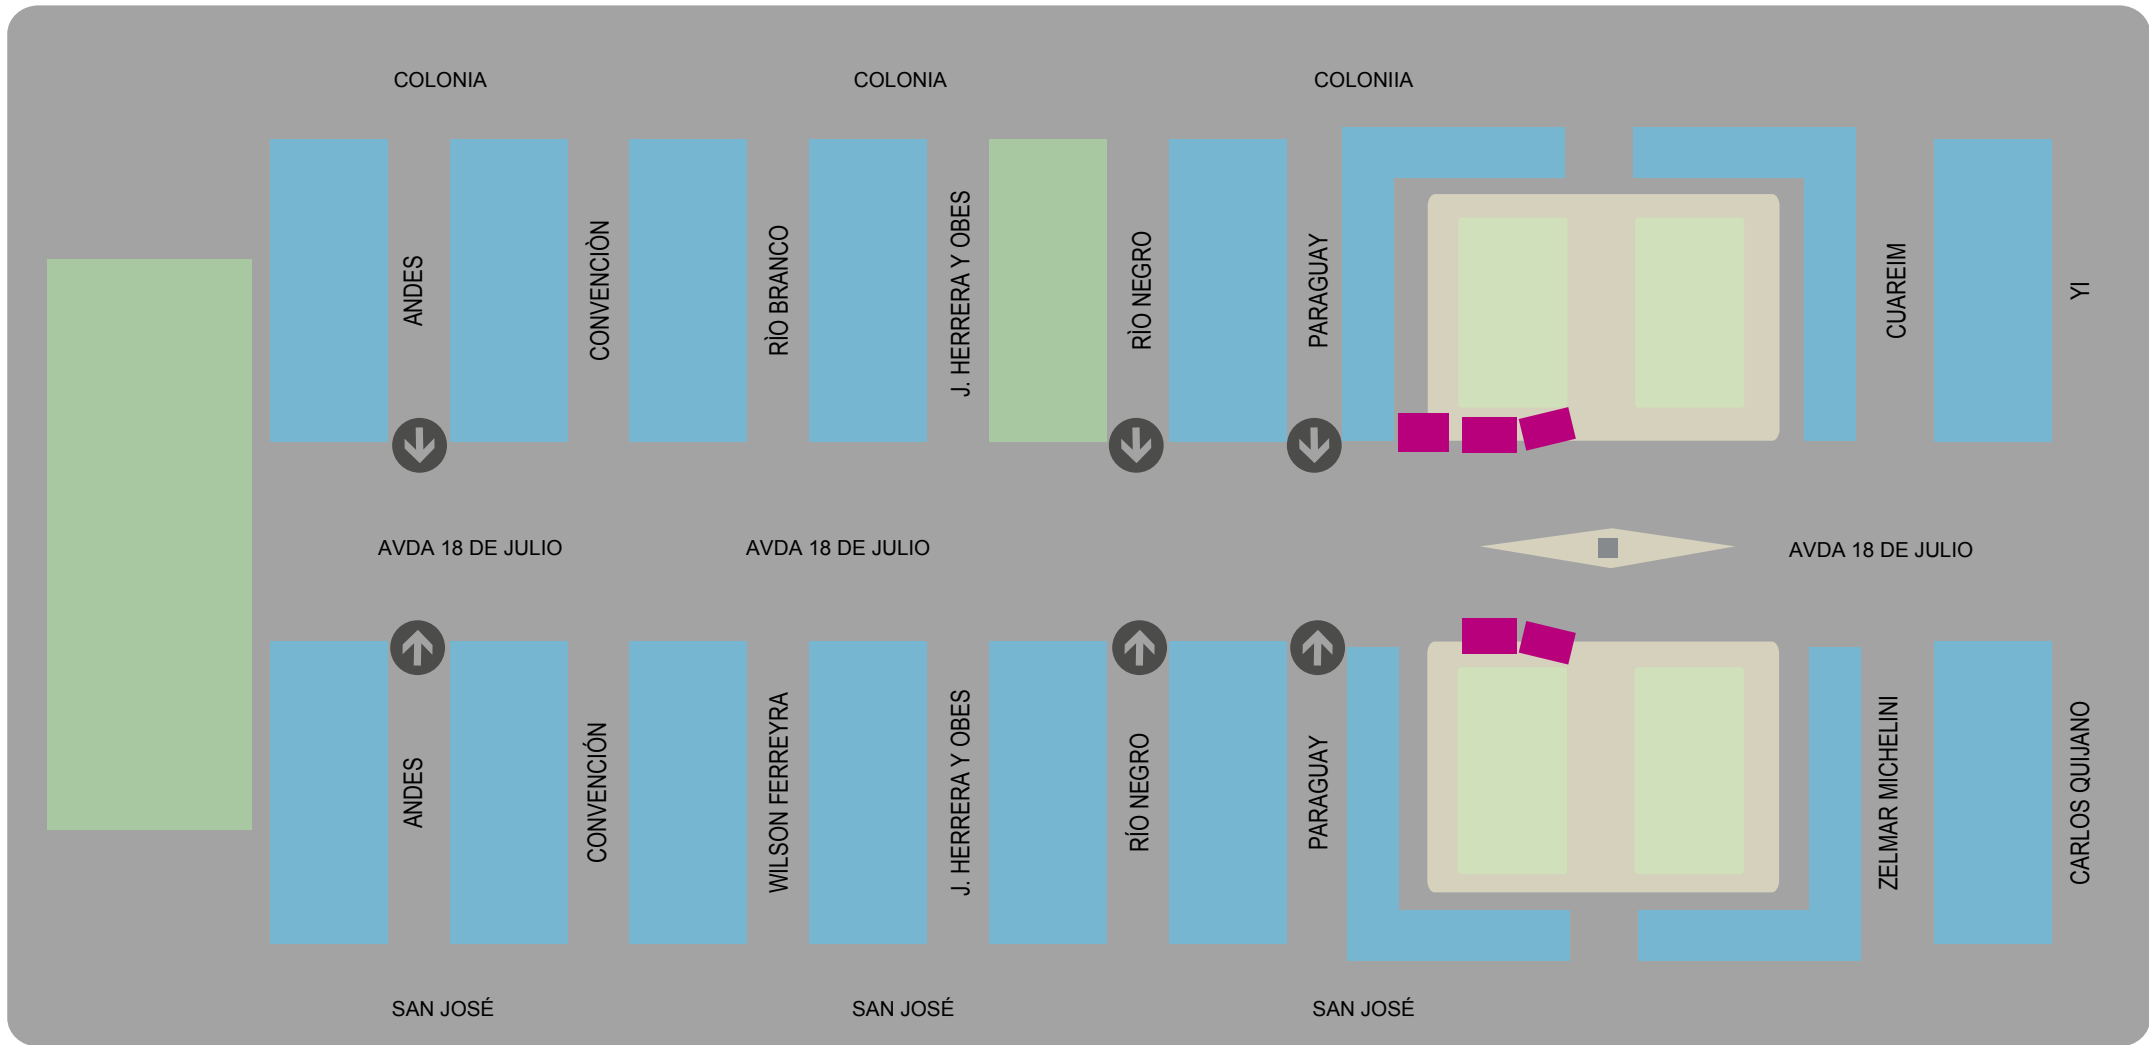 COLONIA
COLONIA
COLONIIA
ANDES
CONVENCIÒN
RÌO BRANCO
J. HERRERA Y OBES
RÌO NEGRO
PARAGUAY
CUAREIM
YI
AVDA 18 DE JULIO
AVDA 18 DE JULIO
AVDA 18 DE JULIO
ANDES
CONVENCIÓN
WILSON FERREYRA
J. HERRERA Y OBES
RÍO NEGRO
PARAGUAY
ZELMAR MICHELINI
CARLOS QUIJANO
SAN JOSÉ
SAN JOSÉ
SAN JOSÉ